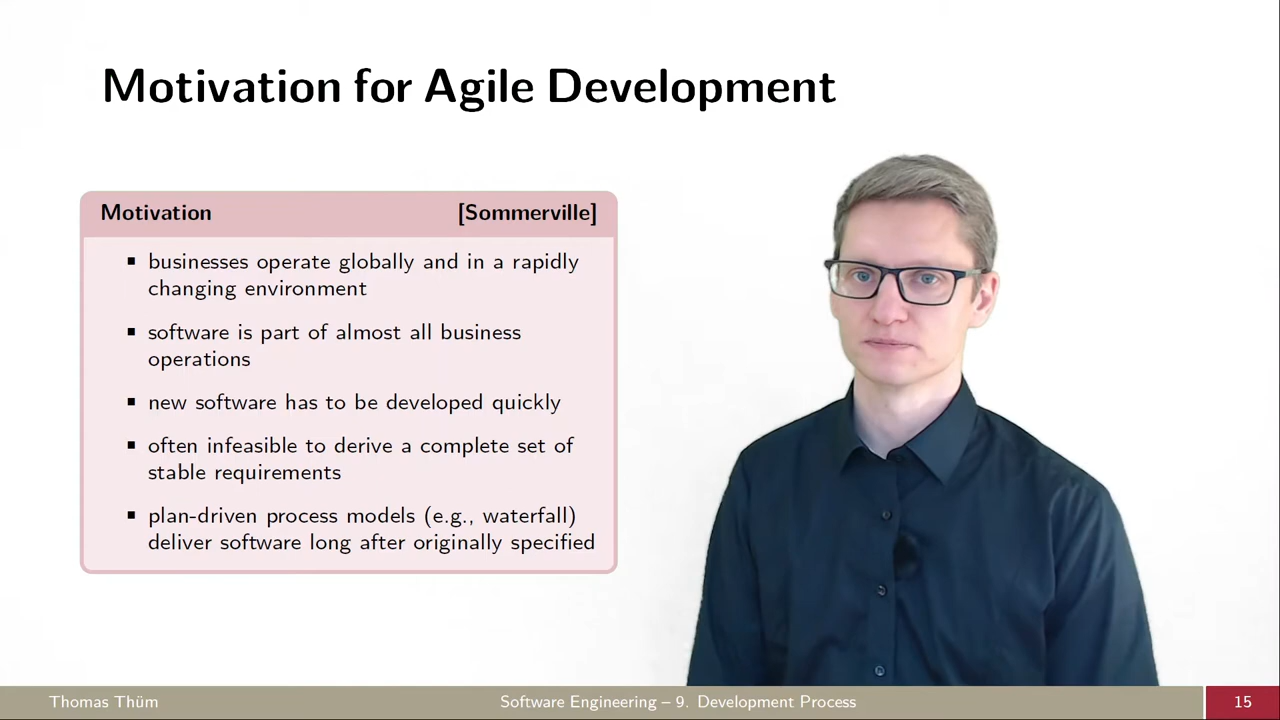 Motivation for Agile Development
Motivation [Sommerville]
▪ businesses operate globally and in a rapidly
changing environment
▪ software is part of almost all business
operations
▪ new software has to be developed quickly
▪ often infeasible to derive a complete set of
stable requirements
▪ plan-driven process models (e.g., waterfall)
deliver software long after originally specified
Thomas Thüm
Software Engineering – 9. Development Process
15